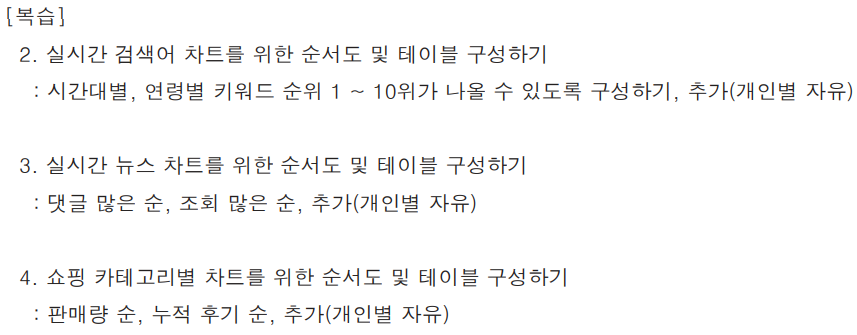 [복습]
2. 실시간 검색어 차트를 위한 순서도 및 테이블 구성하기
: 시간대별, 연령별 키워드 순위 1 ~ 10위가 나올 수 있도록 구성하기, 추가(개인별 자유)
3. 실시간 뉴스 차트를 위한 순서도 및 테이블 구성하기
: 댓글 많은 순, 조회 많은 순, 추가(개인별 자유)
4. 쇼핑 카테고리별 차트를 위한 순서도 및 테이블 구성하기
: 판매량 순, 누적 후기 순, 추가(개인별 자유)